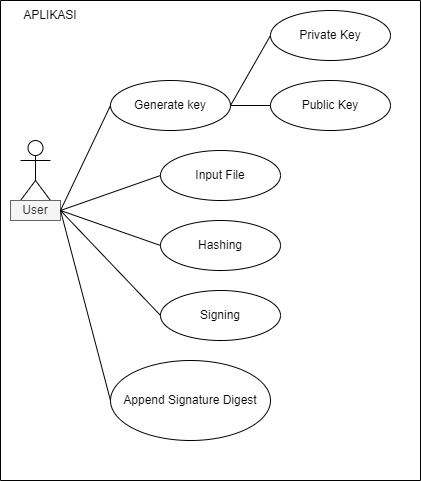 APLIKASI
Private Key
Generate key
Public Key
Input File
User
Hashing
Signing
Append Signature Digest